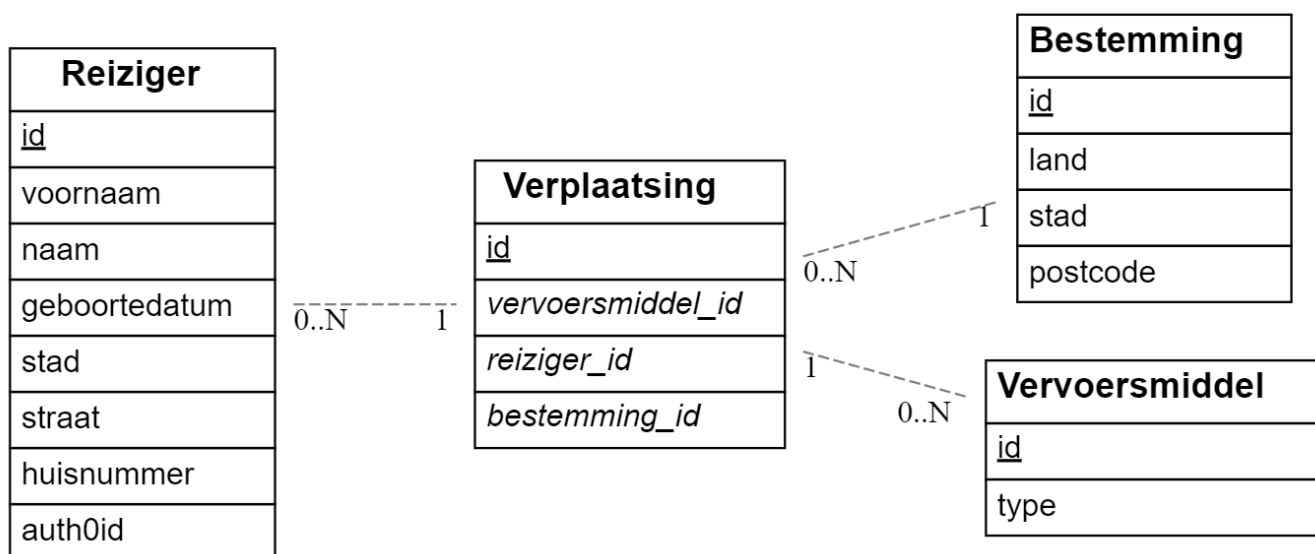 Reiziger
id
voornaam
naam
geboortedatum
stad
straat
huisnummer
auth0id
0..N
1
Verplaatsing
id
vervoersmiddel_id
reiziger_id
bestemming_id
0..N
1
1
0..N
Bestemming
id
land
stad
postcode
Vervoersmiddel
id
type